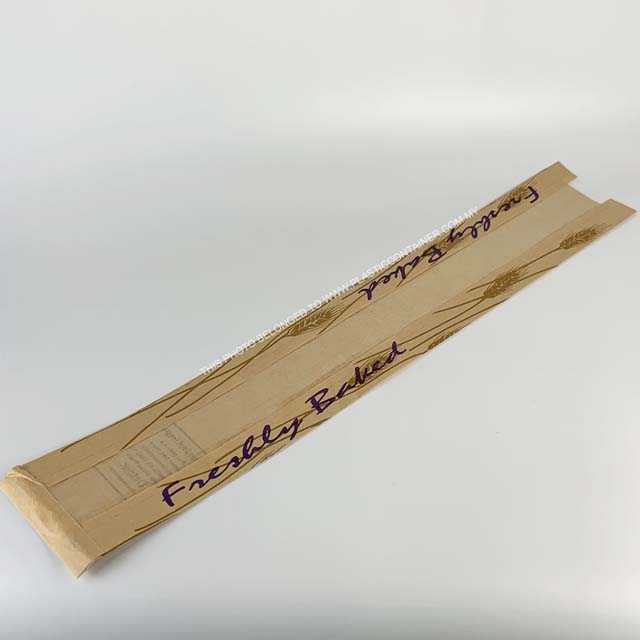 Freshly Baked
THIS PHOTO BELONGED TO WWW.PLASTICCONTAINER.COM.MY
Freshly Baked